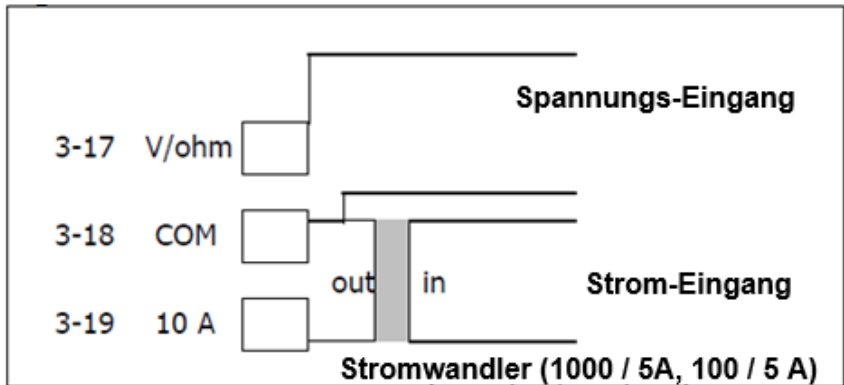 Spannungs-Eingang
3-17 V/ohm
3-18 COM
out in
Strom-Eingang
3-19 10 A
Stromwandler (1000 / 5A, 100 / 5 A)